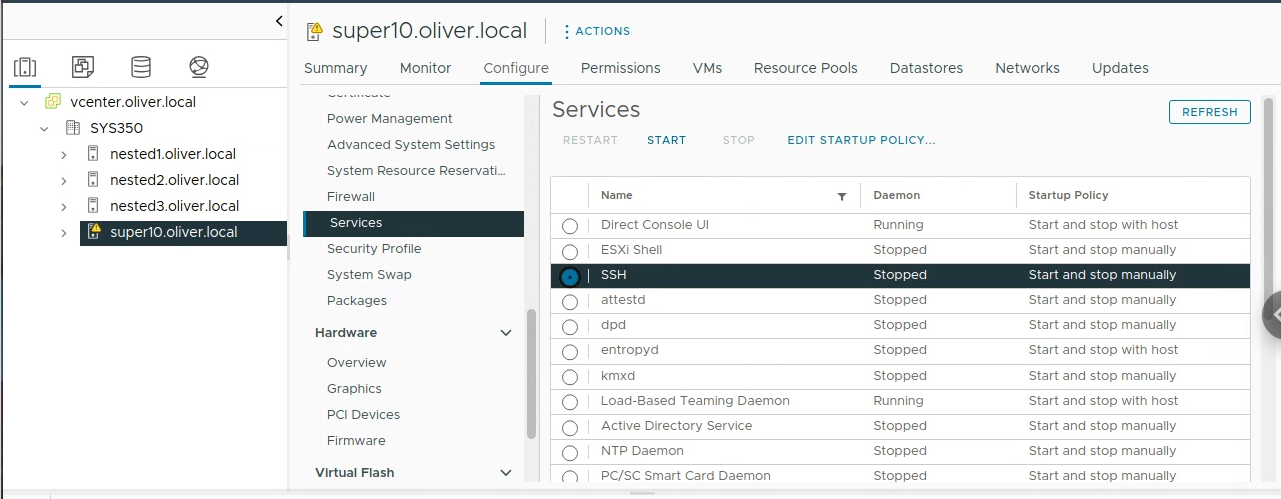 super10.oliver.local
ACTIONS
Summary Monitor Configure Permissions VMs Resource Pools Datastores Networks Updates
vcenter.oliver.local
SYS350
nested1.oliver.local
nested2.oliver.local
nested3.oliver.local
super10.oliver.local
Certificate
Power Management
Advanced System Settings
System Resource Reservati...
Firewall
Services
Security Profile
System Swap
Packages
Hardware
Overview
Graphics
PCI Devices
Firmware
Virtual Flash
Services
REFRESH
RESTART START STOP EDIT STARTUP POLICY...
Name Daemon Startup Policy
Direct Console UI Running Start and stop with host
ESXi Shell Stopped Start and stop manually
SSH Stopped Start and stop manually
attestd Stopped Start and stop manually
dpd Stopped Start and stop manually
entropyd Stopped Start and stop with host
kmxd Stopped Start and stop manually
Load-Based Teaming Daemon Running Start and stop with host
Active Directory Service Stopped Start and stop manually
NTP Daemon Stopped Start and stop manually
PC/SC Smart Card Daemon Stopped Start and stop manually